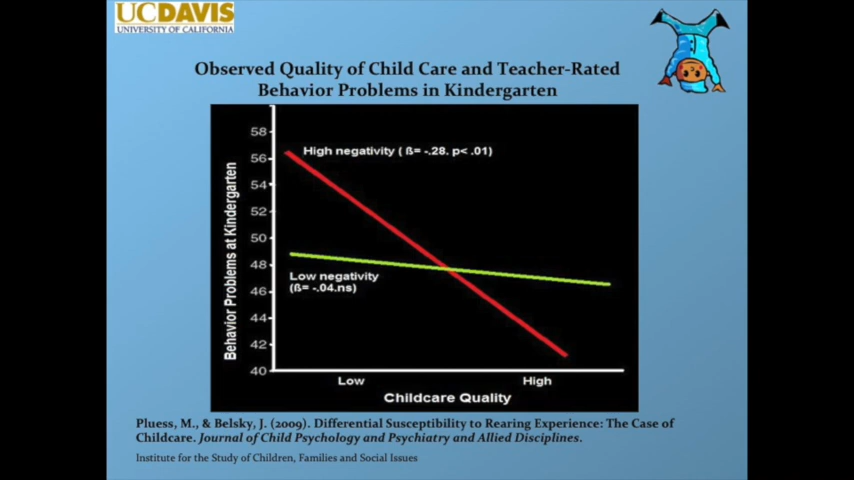 UCDAVIS
UNIVERSITY OF CALIFORNIA
Observed Quality of Child Care and Teacher-Rated
Behavior Problems in Kindergarten
Behavior Problems at Kindergarten
58
56
54
52
50
48
46
44
42
40
High negativity ( ß= -.28. p< .01)
Low negativity
(ß= -.04.ns)
Low
High
Childcare Quality
Pluess, M., & Belsky, J. (2009). Differential Susceptibility to Rearing Experience: The Case of
Childcare. Journal of Child Psychology and Psychiatry and Allied Disciplines.
Institute for the Study of Children, Families and Social Issues